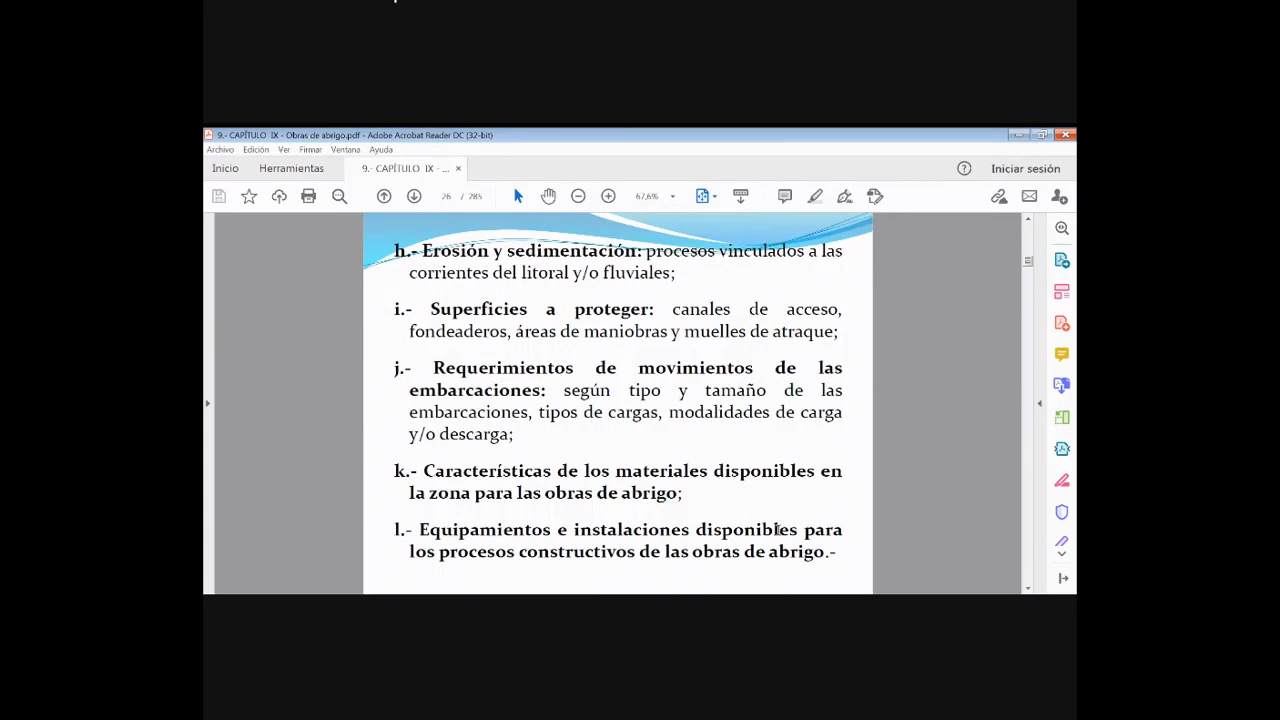 9.- CAPÍTULO IX - Obras de abrigo.pdf - Adobe Acrobat Reader DC (32-bit)
Archivo Edición Ver Firmar Ventana Ayuda
Inicio Herramientas 9.- CAPÍTULO IX - ... × Iniciar sesión
26 / 285 67,6%
h.- Erosión y sedimentación: procesos vinculados a las
corrientes del litoral y/o fluviales;
i.- Superficies a proteger: canales de acceso,
fondeaderos, áreas de maniobras y muelles de atraque;
j.- Requerimientos de movimientos de las
embarcaciones: según tipo y tamaño de las
embarcaciones, tipos de cargas, modalidades de carga
y/o descarga;
k.- Características de los materiales disponibles en
la zona para las obras de abrigo;
l.- Equipamientos e instalaciones disponibles para
los procesos constructivos de las obras de abrigo.-